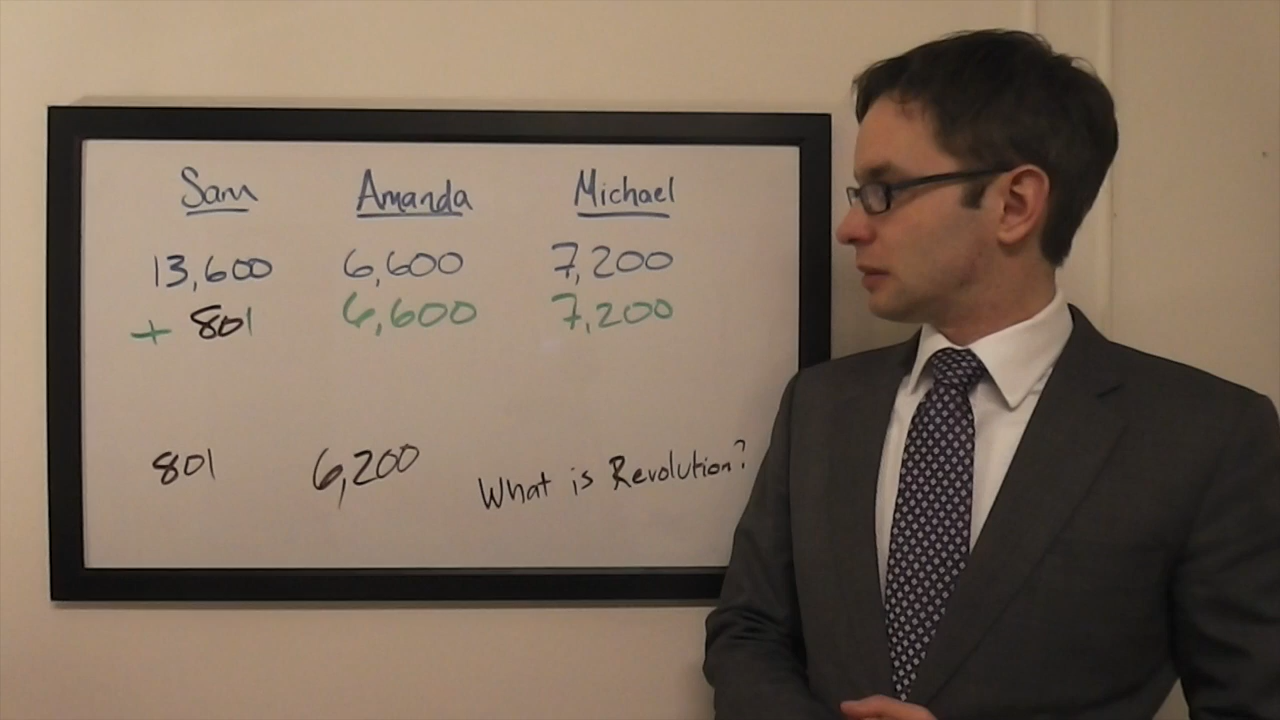 Sam Amanda Michael
13,600 6,600 7,200
+ 801 6,600 7,200
801 6,200 What is Revolution?